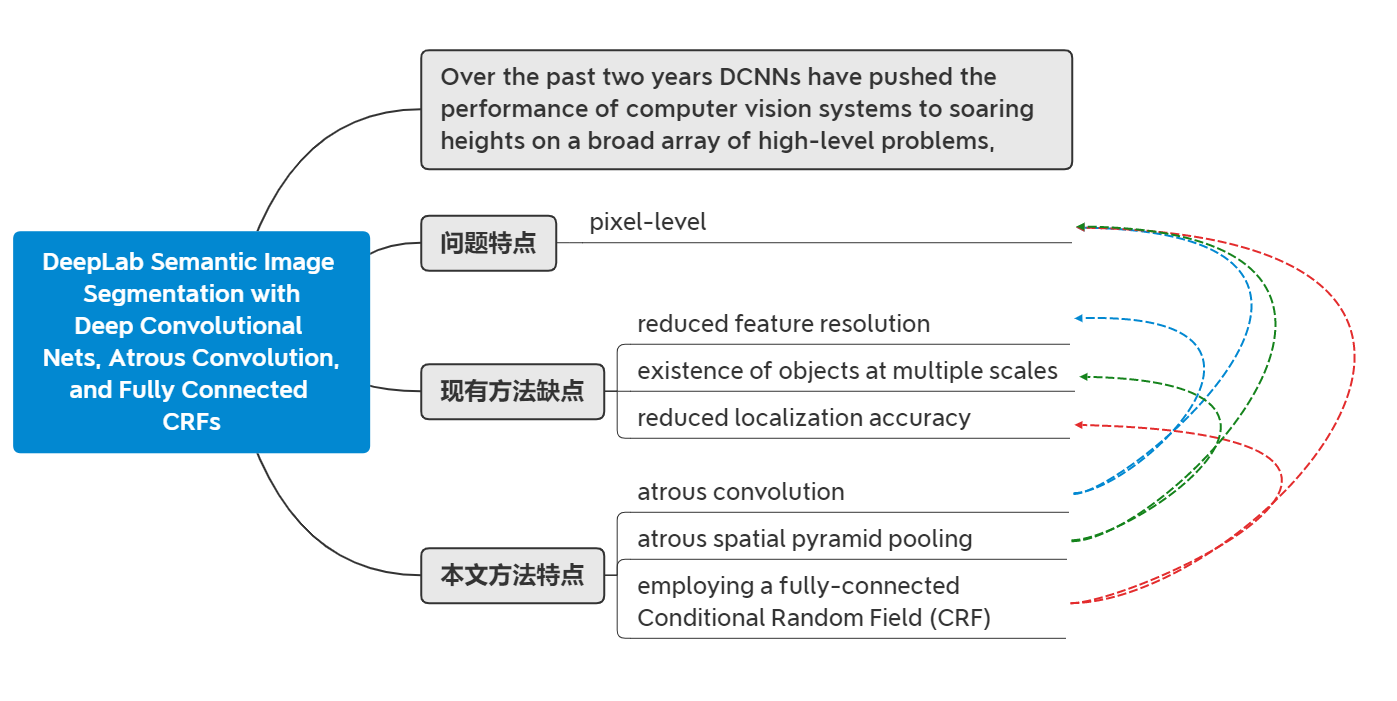 Over the past two years DCNNs have pushed the
performance of computer vision systems to soaring
heights on a broad array of high-level problems,
问题特点
pixel-level
DeepLab Semantic Image
Segmentation with
Deep Convolutional
Nets, Atrous Convolution,
and Fully Connected
CRFs
现有方法缺点
reduced feature resolution
existence of objects at multiple scales
reduced localization accuracy
本文方法特点
atrous convolution
atrous spatial pyramid pooling
employing a fully-connected
Conditional Random Field (CRF)